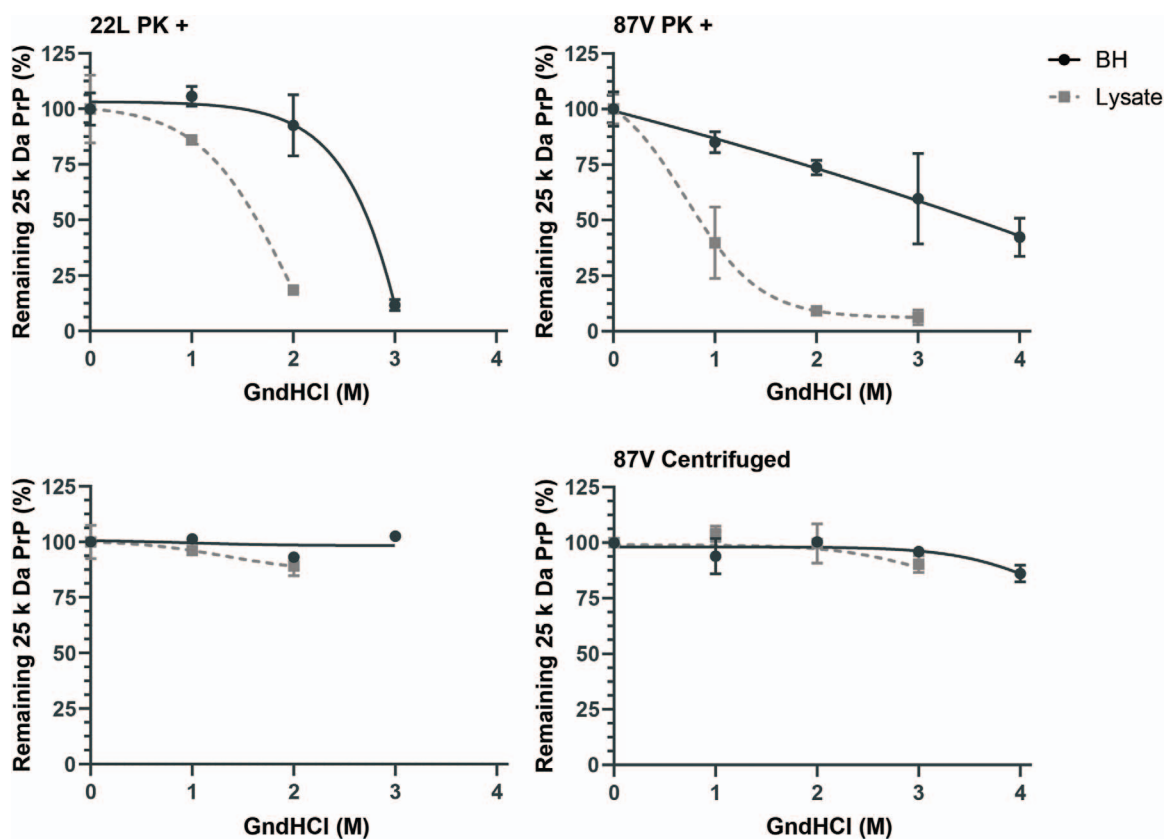 22L PK +
Remaining 25 k Da PrP (%)
125
100
75
50
25
0
0 1 2 3 4
GndHCl (M)
87V PK +
Remaining 25 k Da PrP (%)
125
100
75
50
25
0
0 1 2 3 4
GndHCl (M)
BH
Lysate
Remaining 25 k Da PrP (%)
125
100
75
50
25
0
0 1 2 3 4
GndHCl (M)
87V Centrifuged
Remaining 25 k Da PrP (%)
125
100
75
50
25
0
0 1 2 3 4
GndHCl (M)